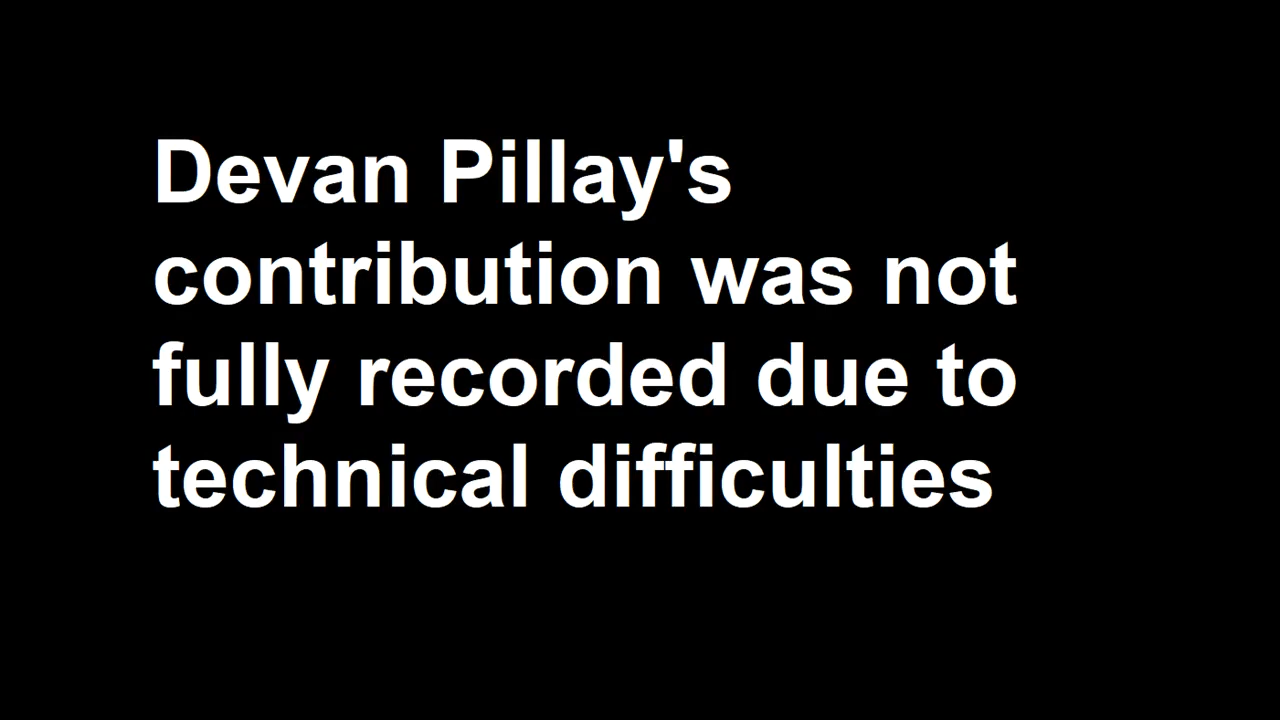 Devan Pillay's
contribution was not
fully recorded due to
technical difficulties